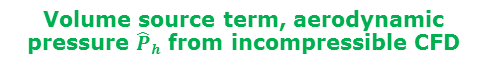 Volume source term, aerodynamic
pressure P̂ₕ from incompressible CFD